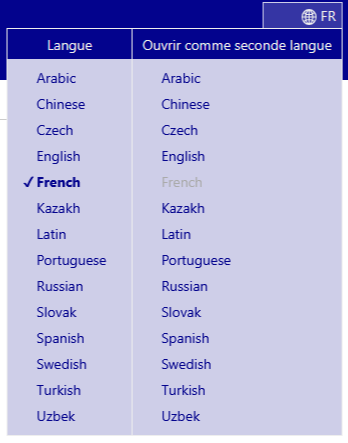 FR
Langue Ouvrir comme seconde langue
Arabic Arabic
Chinese Chinese
Czech Czech
English English
✓ French French
Kazakh Kazakh
Latin Latin
Portuguese Portuguese
Russian Russian
Slovak Slovak
Spanish Spanish
Swedish Swedish
Turkish Turkish
Uzbek Uzbek